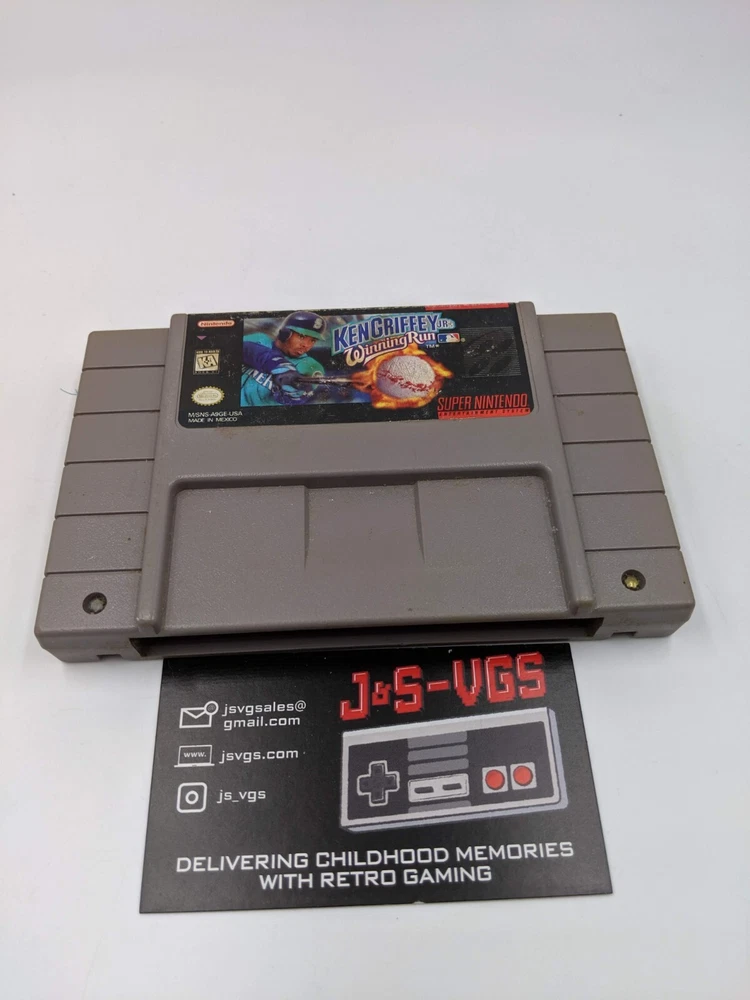 Nintendo
KEN GRIFFEY JR.'s
Winning Run
TM
M/SNS-A9GE-USA
MADE IN MEXICO
SUPER NINTENDO
ENTERTAINMENT SYSTEM
J&S-VGS
jsvgsales@
gmail.com
www.
jsvgs.com
js_vgs
DELIVERING CHILDHOOD MEMORIES
WITH RETRO GAMING